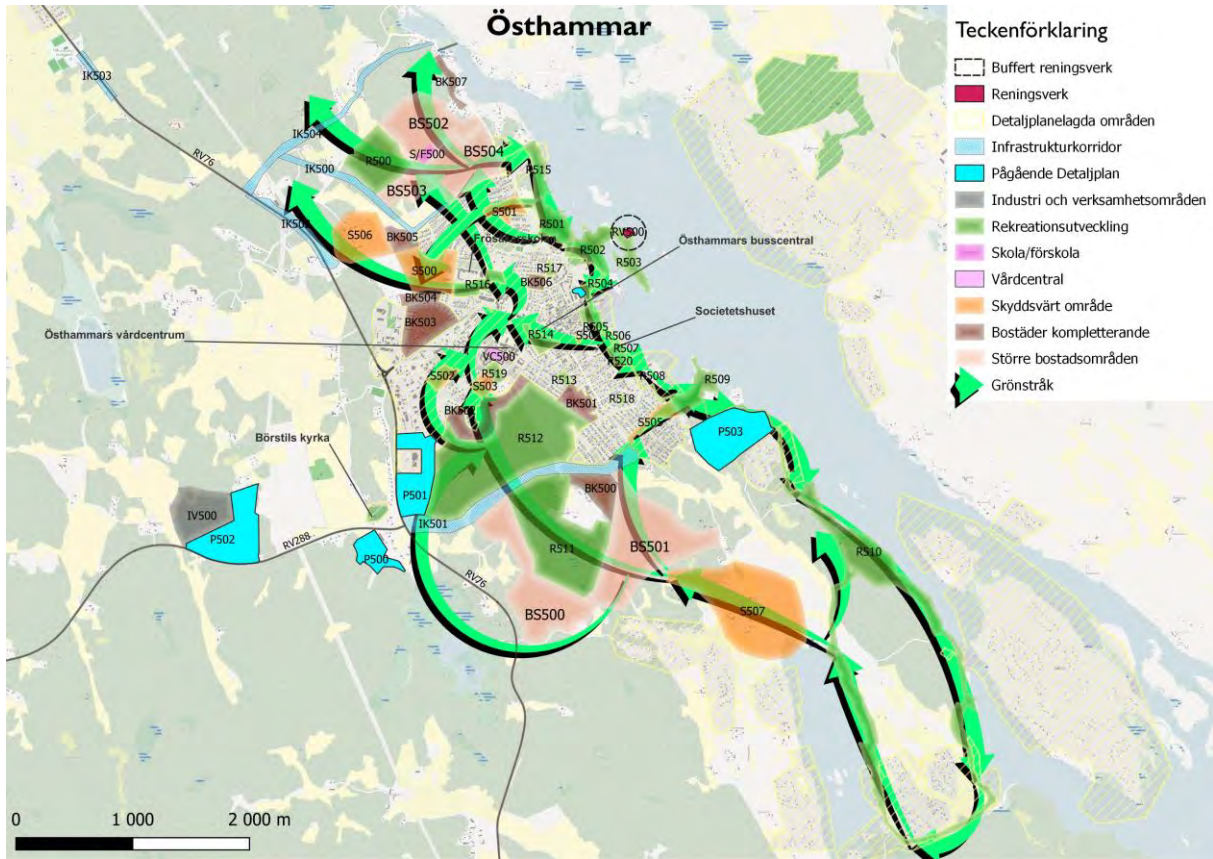 Östhammar
Teckenförklaring
Buffert reningsverk
Reningsverk
Detaljplanelagda områden
Infrastrukturkorridor
Pågående Detaljplan
Industri och verksamhetsområden
Rekreationsutveckling
Skola/förskola
Vårdcentral
Skyddsvärt område
Bostäder kompletterande
Större bostadsområden
Grönstråk
IK503
BK507
RV76
IK504
BS502
S/F500
BS504
R500
IK500
R515
BS503
S501
R501
IK502
S506
BK505
Frösåkersskolan
R502
RV500
R503
Östhammars busscentral
S500
R517
R516
BK506
R504
BK504
BK503
R505
R506
Societetshuset
Östhammars vårdcentrum
R514
R507
VC500
R520
S502
R519
R508
R509
S503
R513
BK501
R518
BK502
S505
Börstils kyrka
R512
P503
P501
BK500
IV500
IK501
P502
RV288
P500
R511
BS501
R510
RV76
BS500
S507
0
1 000
2 000 m